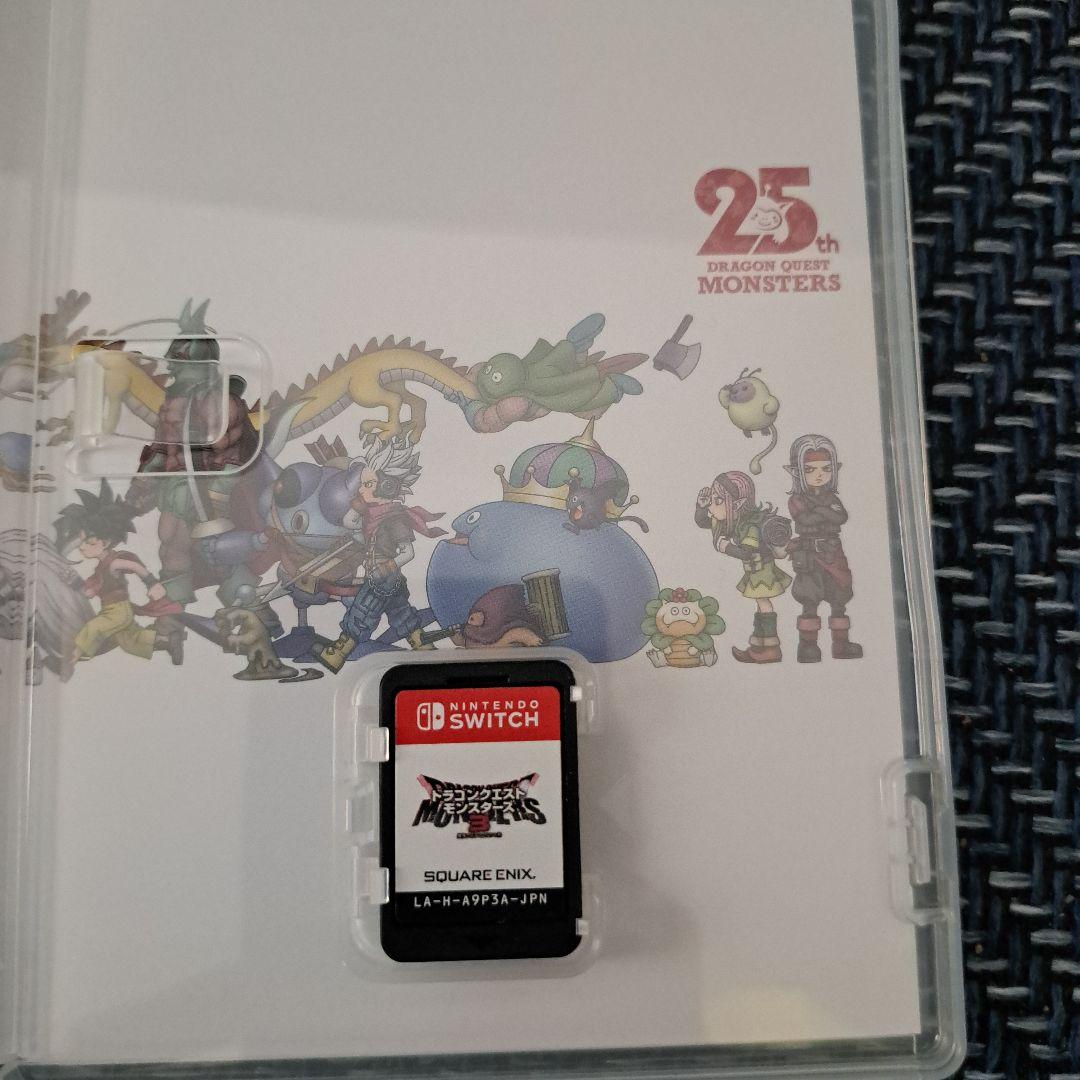 25th
DRAGON QUEST
MONSTERS
NINTENDO
SWITCH
ドラゴンクエスト
モンスターズ
MONSTERS
3
SQUARE ENIX.
LA-H-A9P3A-JPN